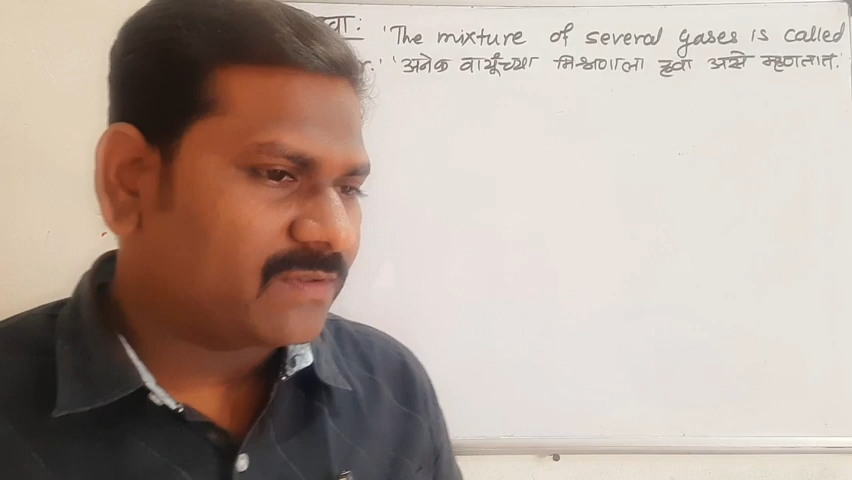 वा: 'The mixture of several gases is called
r.' 'अनेक वायूंच्या मिश्रणाला हवा असे म्हणतात.'